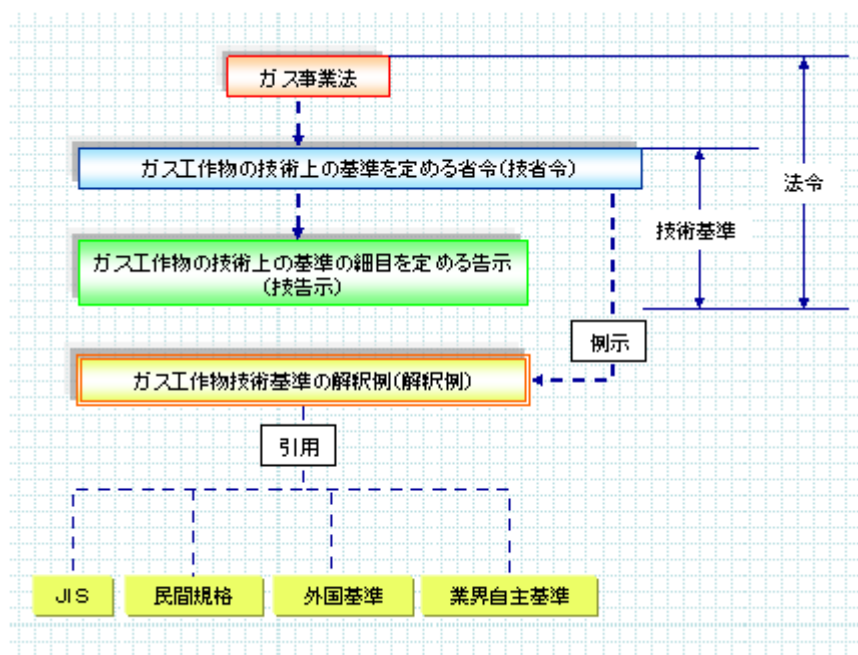 ガス事業法
ガス工作物の技術上の基準を定める省令(技省令)
法令
技術基準
ガス工作物の技術上の基準の細目を定める告示
(技告示)
例示
ガス工作物技術基準の解釈例(解釈例)
引用
JIS
民間規格
外国基準
業界自主基準